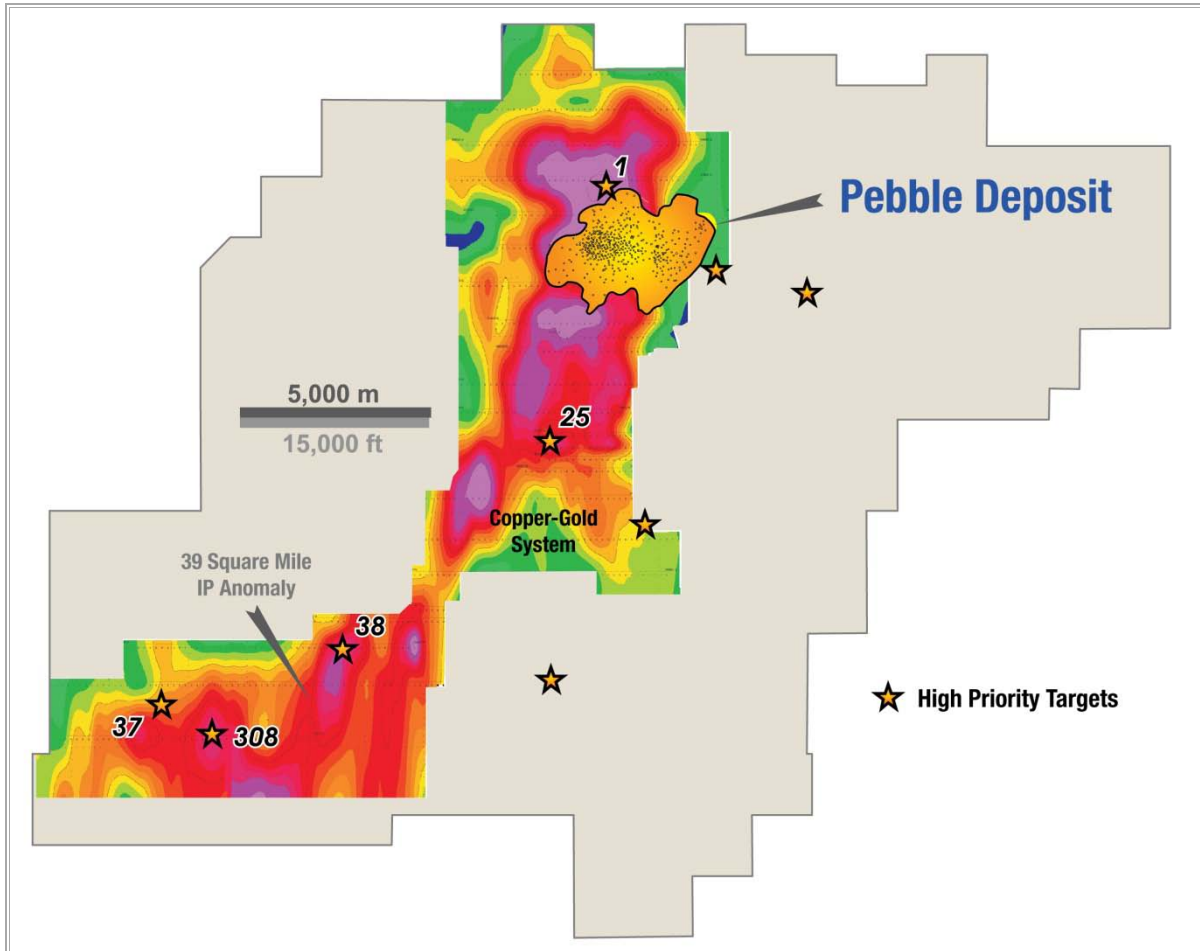 1
Pebble Deposit
5,000 m
15,000 ft
25
Copper-Gold
System
39 Square Mile
IP Anomaly
38
37
308
High Priority Targets